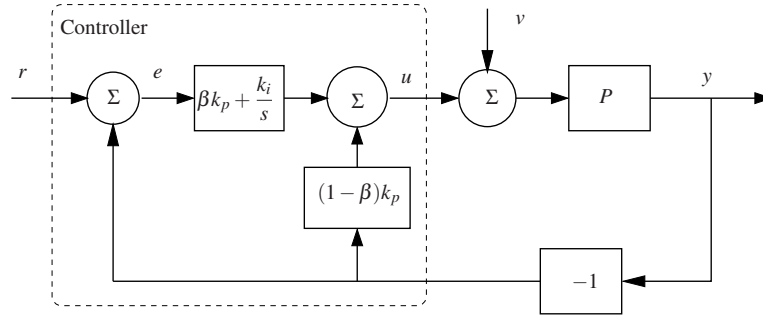 Controller
v
r
e
u
y
Σ
βk_p + k_i/s
Σ
Σ
P
(1 − β)k_p
−1